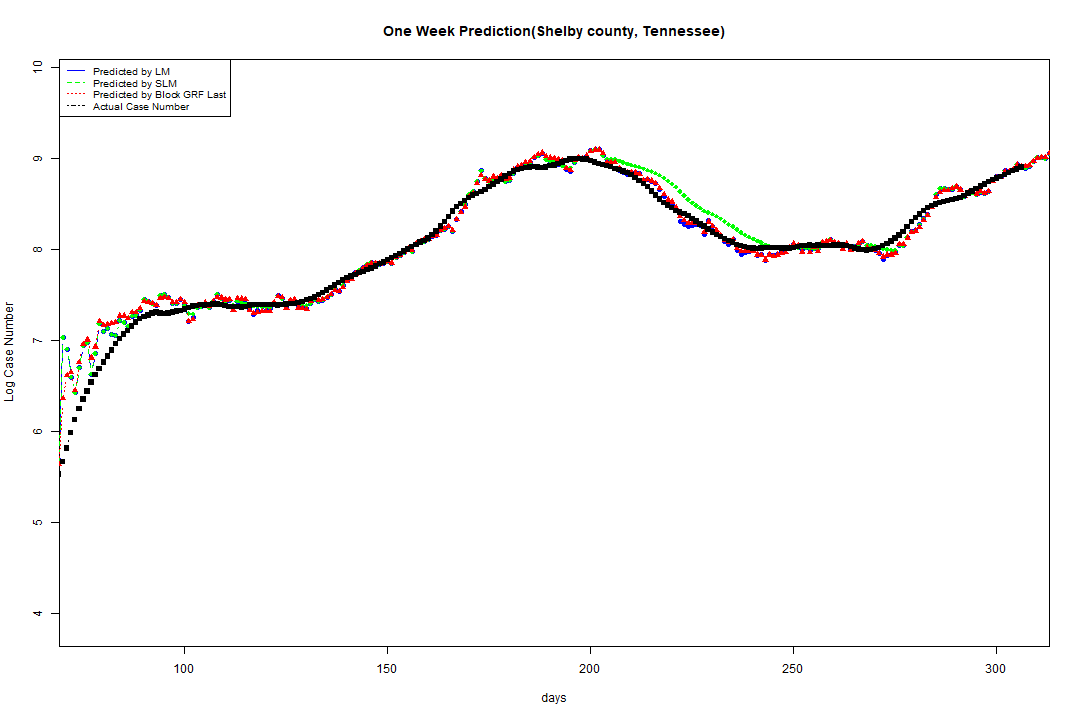 One Week Prediction(Shelby county, Tennessee)
Predicted by LM
Predicted by SLM
Predicted by Block GRF Last
Actual Case Number
10
9
8
7
6
5
4
Log Case Number
100 150 200 250 300
days